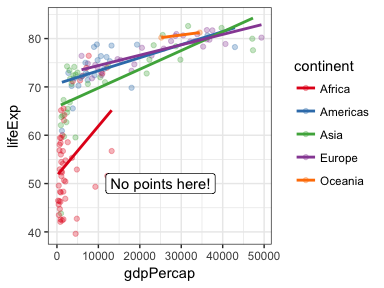 80
70
60
50
40
lifeExp
No points here!
0
10000
20000
30000
40000
50000
gdpPercap
continent
Africa
Americas
Asia
Europe
Oceania